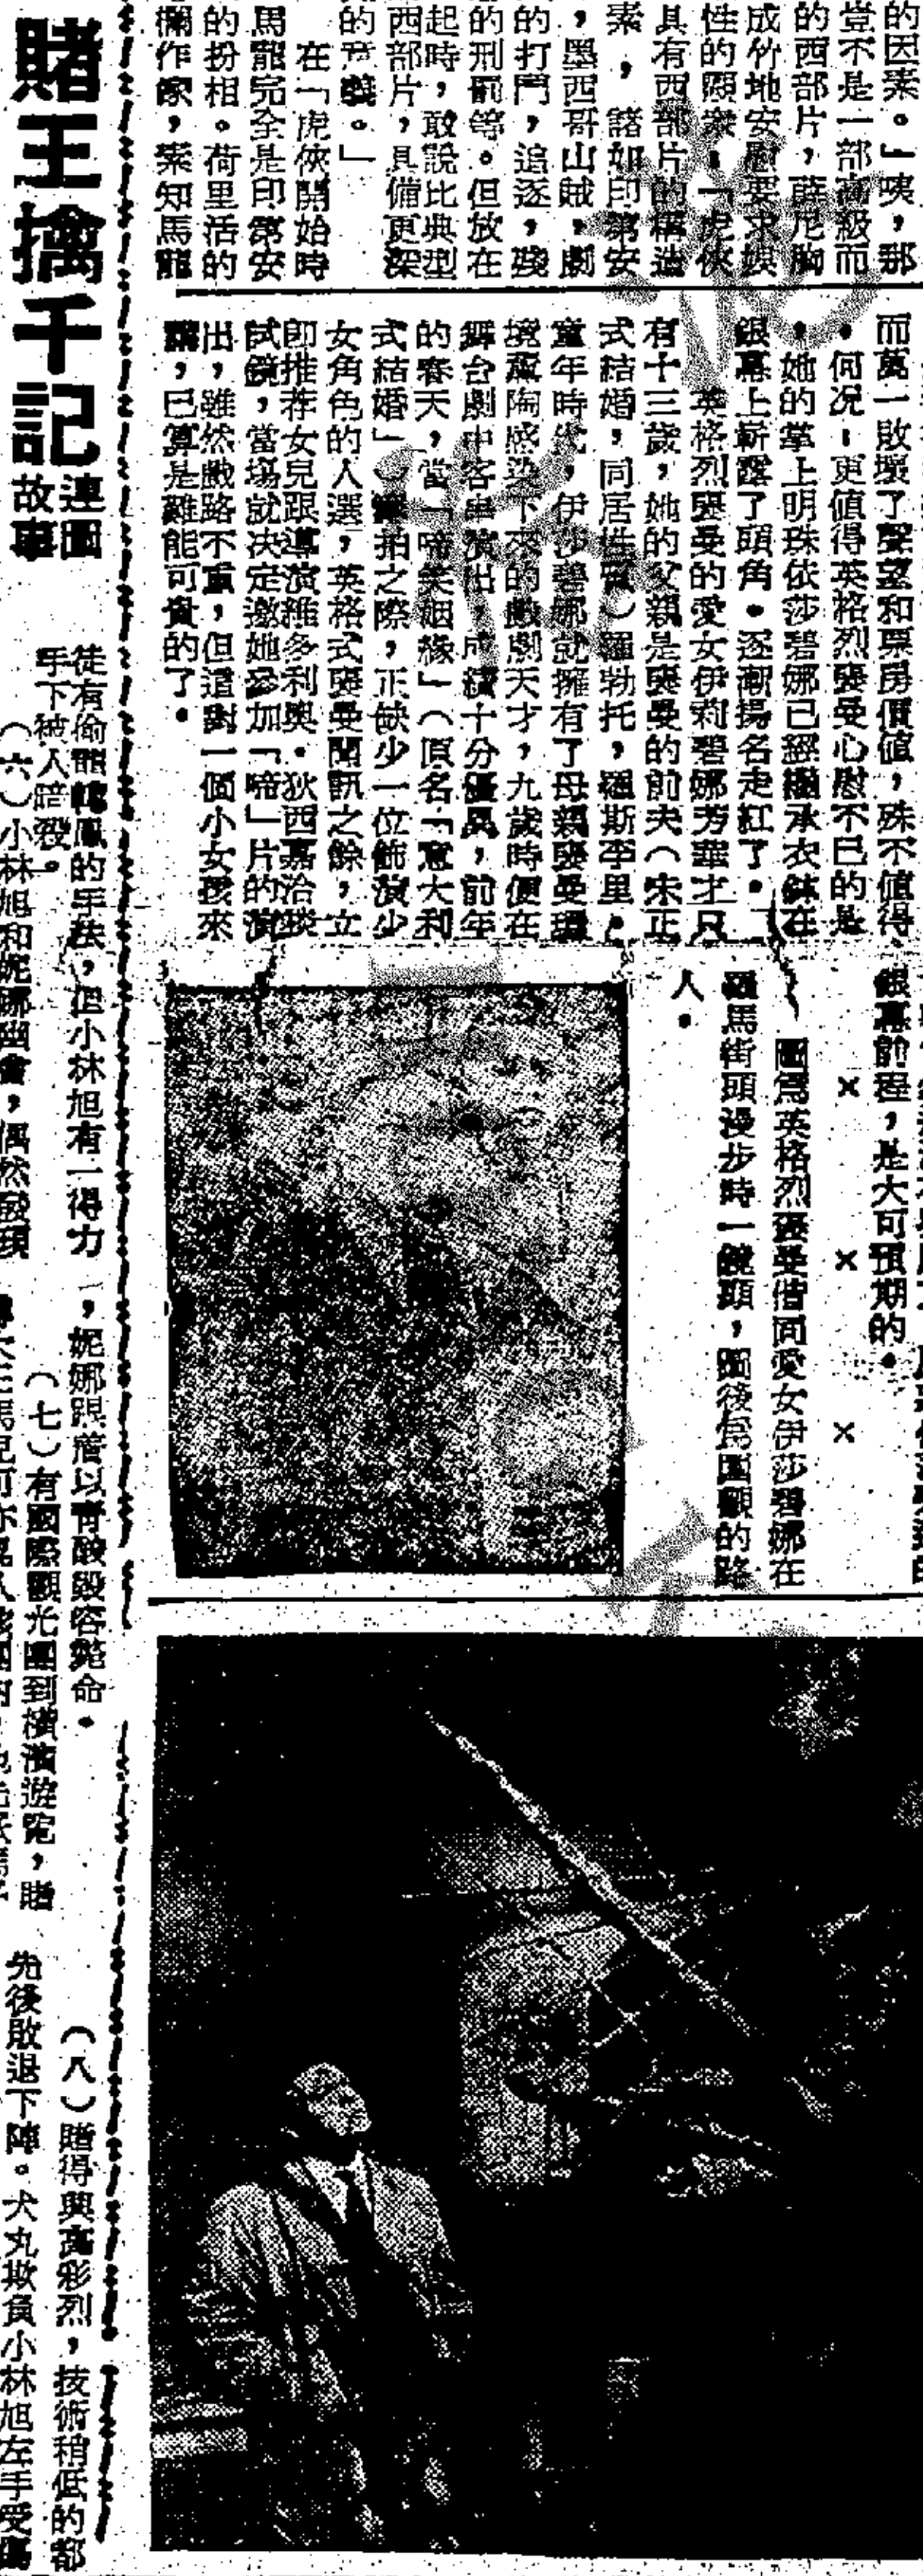 的因素。」咦，那
豈不是一部高級而
的西部片，薛尼胸
成竹地安慰要求娛
性的觀衆：「虎俠
具有西部片的構造
素，諸如印第安
，墨西哥山賊，劇
的打鬥，追逐，殘
的刑罰等。但放在
起時，敢說比典型
西部片，具備更深
的意義。」
在「虎俠開始時
馬龍完全是印第安
的扮相。荷里活的
欄作家，素知馬龍
而萬一敗壞了聲望和票房價値，殊不值得
。何況，更值得英格烈褒曼心慰不已的是
，她的掌上明珠依莎碧娜已經繼承衣鉢在
銀幕上嶄露了頭角。逐漸揚名走紅了。
英格烈褒曼的愛女伊莉碧娜芳華才只
有十三歲，她的父親是褒曼的前夫（未正
式結婚，同居性質）羅勃托，羅斯李里。
童年時代，伊莎碧娜就擁有了母親褒曼環
境薰陶感染下來的戲劇天才，九歲時便在
舞台劇中客串演出，成績十分優異，前年
的春天，當「啼笑姻緣」（原名「意大利
式結婚」）籌拍之際，正缺少一位飾演少
女角色的人選，英格式褒曼聞訊之餘，立
即推荐女兒跟導演維多利奧．狄西嘉洽談
試鏡，當場就決定邀她參加「啼」片的演
出，雖然戲路不重，但這對一個小女孩來
講，已算是難能可貴的了。
銀幕前程，是大可預期的。
× × ×
圖爲英格烈褒曼偕同愛女伊莎碧娜在
羅馬街頭漫步時一鏡頭，圖後爲圍觀的路
人。
賭王擒千記
連圖
故事
徒有偷龍轉鳳的手法，但小林旭有一得力
手下被人暗殺。
（六）小林旭和妮娜幽會，偶然發現
，妮娜跟蹤以靑酸毀容斃命。
（七）有國際觀光團到橫濱遊覽，賭
（八）賭得興高彩烈，技術稍低的都
先後敗退下陣。犬丸欺負小林旭左手受傷